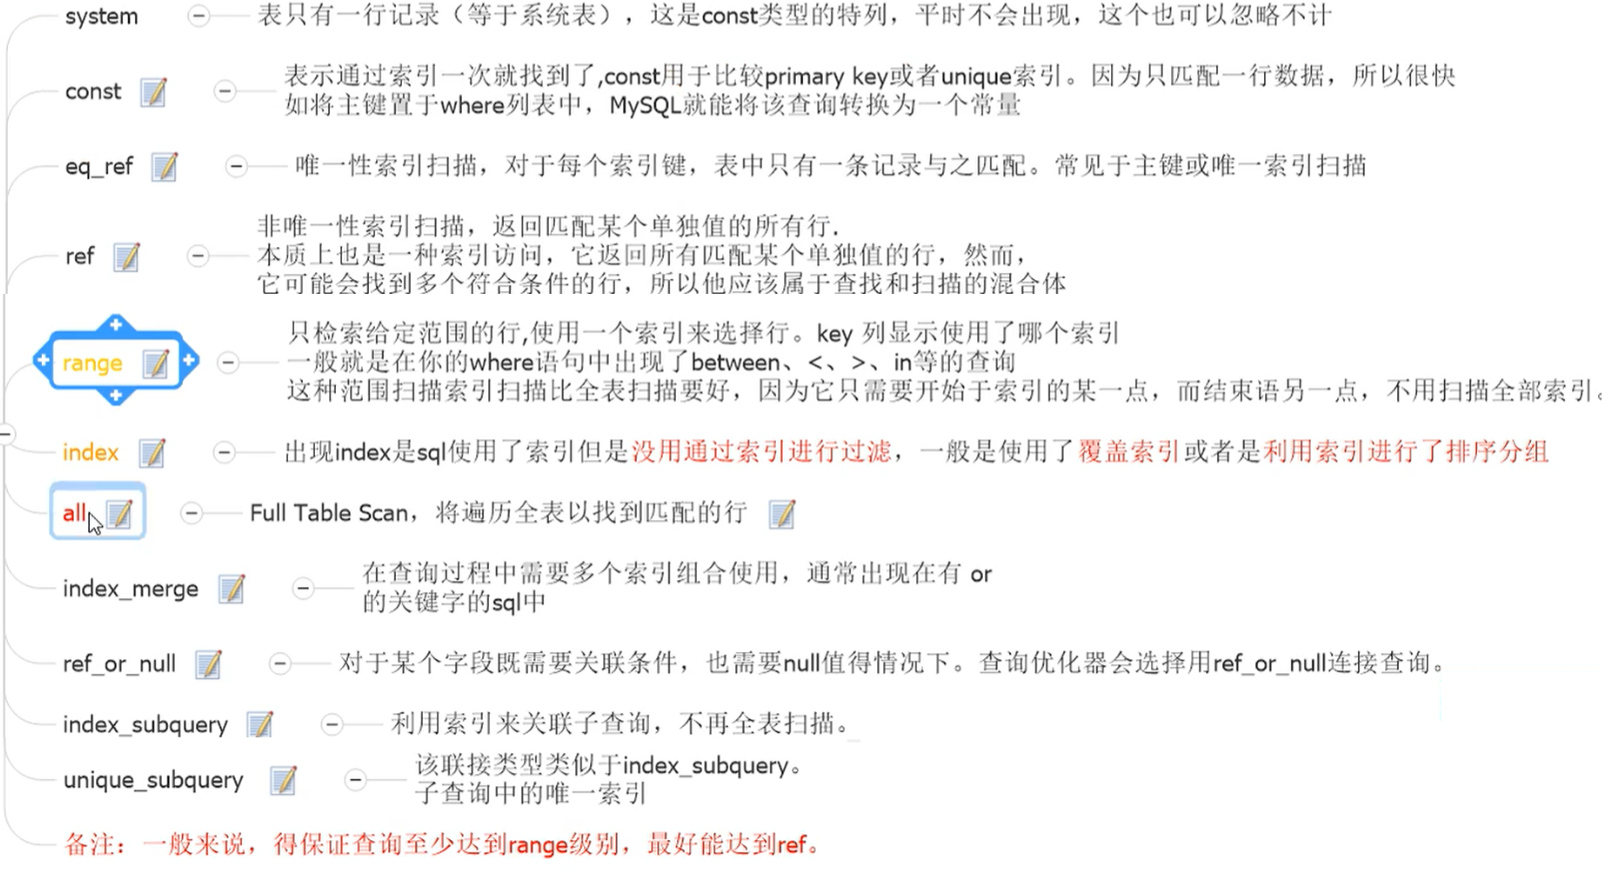 system 表只有一行记录（等于系统表），这是const类型的特列，平时不会出现，这个也可以忽略不计
const 表示通过索引一次就找到了,const用于比较primary key或者unique索引。因为只匹配一行数据，所以很快
如将主键置于where列表中，MySQL就能将该查询转换为一个常量
eq_ref 唯一性索引扫描，对于每个索引键，表中只有一条记录与之匹配。常见于主键或唯一索引扫描
非唯一性索引扫描，返回匹配某个单独值的所有行.
ref 本质上也是一种索引访问，它返回所有匹配某个单独值的行，然而，
它可能会找到多个符合条件的行，所以他应该属于查找和扫描的混合体
只检索给定范围的行,使用一个索引来选择行。key 列显示使用了哪个索引
range 一般就是在你的where语句中出现了between、<、>、in等的查询
这种范围扫描索引扫描比全表扫描要好，因为它只需要开始于索引的某一点，而结束语另一点，不用扫描全部索引。
index 出现index是sql使用了索引但是没用通过索引进行过滤，一般是使用了覆盖索引或者是利用索引进行了排序分组
all Full Table Scan，将遍历全表以找到匹配的行
index_merge 在查询过程中需要多个索引组合使用，通常出现在有 or
的关键字的sql中
ref_or_null 对于某个字段既需要关联条件，也需要null值得情况下。查询优化器会选择用ref_or_null连接查询。
index_subquery 利用索引来关联子查询，不再全表扫描。
unique_subquery 该联接类型类似于index_subquery。
子查询中的唯一索引
备注：一般来说，得保证查询至少达到range级别，最好能达到ref。